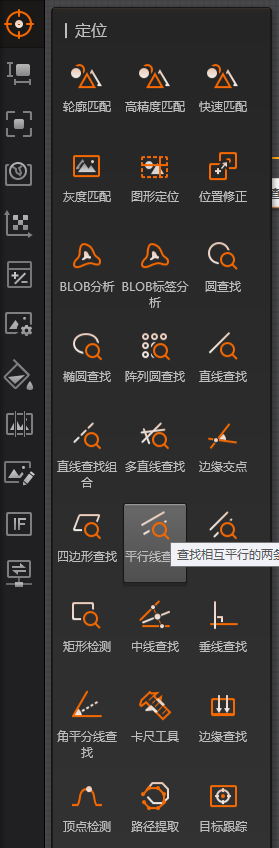 定位
轮廓匹配 高精度匹配 快速匹配
灰度匹配 图形定位 位置修正
BLOB分析 BLOB标签分析 圆查找
椭圆查找 阵列圆查找 直线查找
直线查找组合 多直线查找 边缘交点
四边形查找 平行线查
查找相互平行的两条
矩形检测 中线查找 垂线查找
角平分线查找 卡尺工具 边缘查找
顶点检测 路径提取 目标跟踪
IF